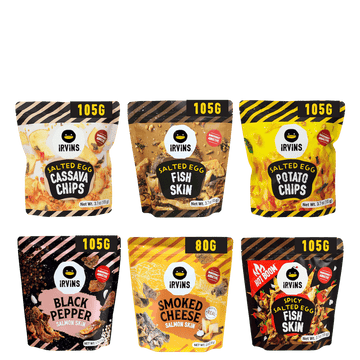 105G
IRVINS
SALTED EGG
CASSAVA
CHIPS
105G
IRVINS
SALTED EGG
FISH
SKIN
105G
IRVINS
SALTED EGG
POTATO
CHIPS
105G
IRVINS
BLACK
PEPPER
SALMON SKIN
80G
IRVINS
SMOKED
CHEESE
SALMON SKIN
105G
HOT BOOM
IRVINS
SPICY
SALTED EGG
FISH
SKIN